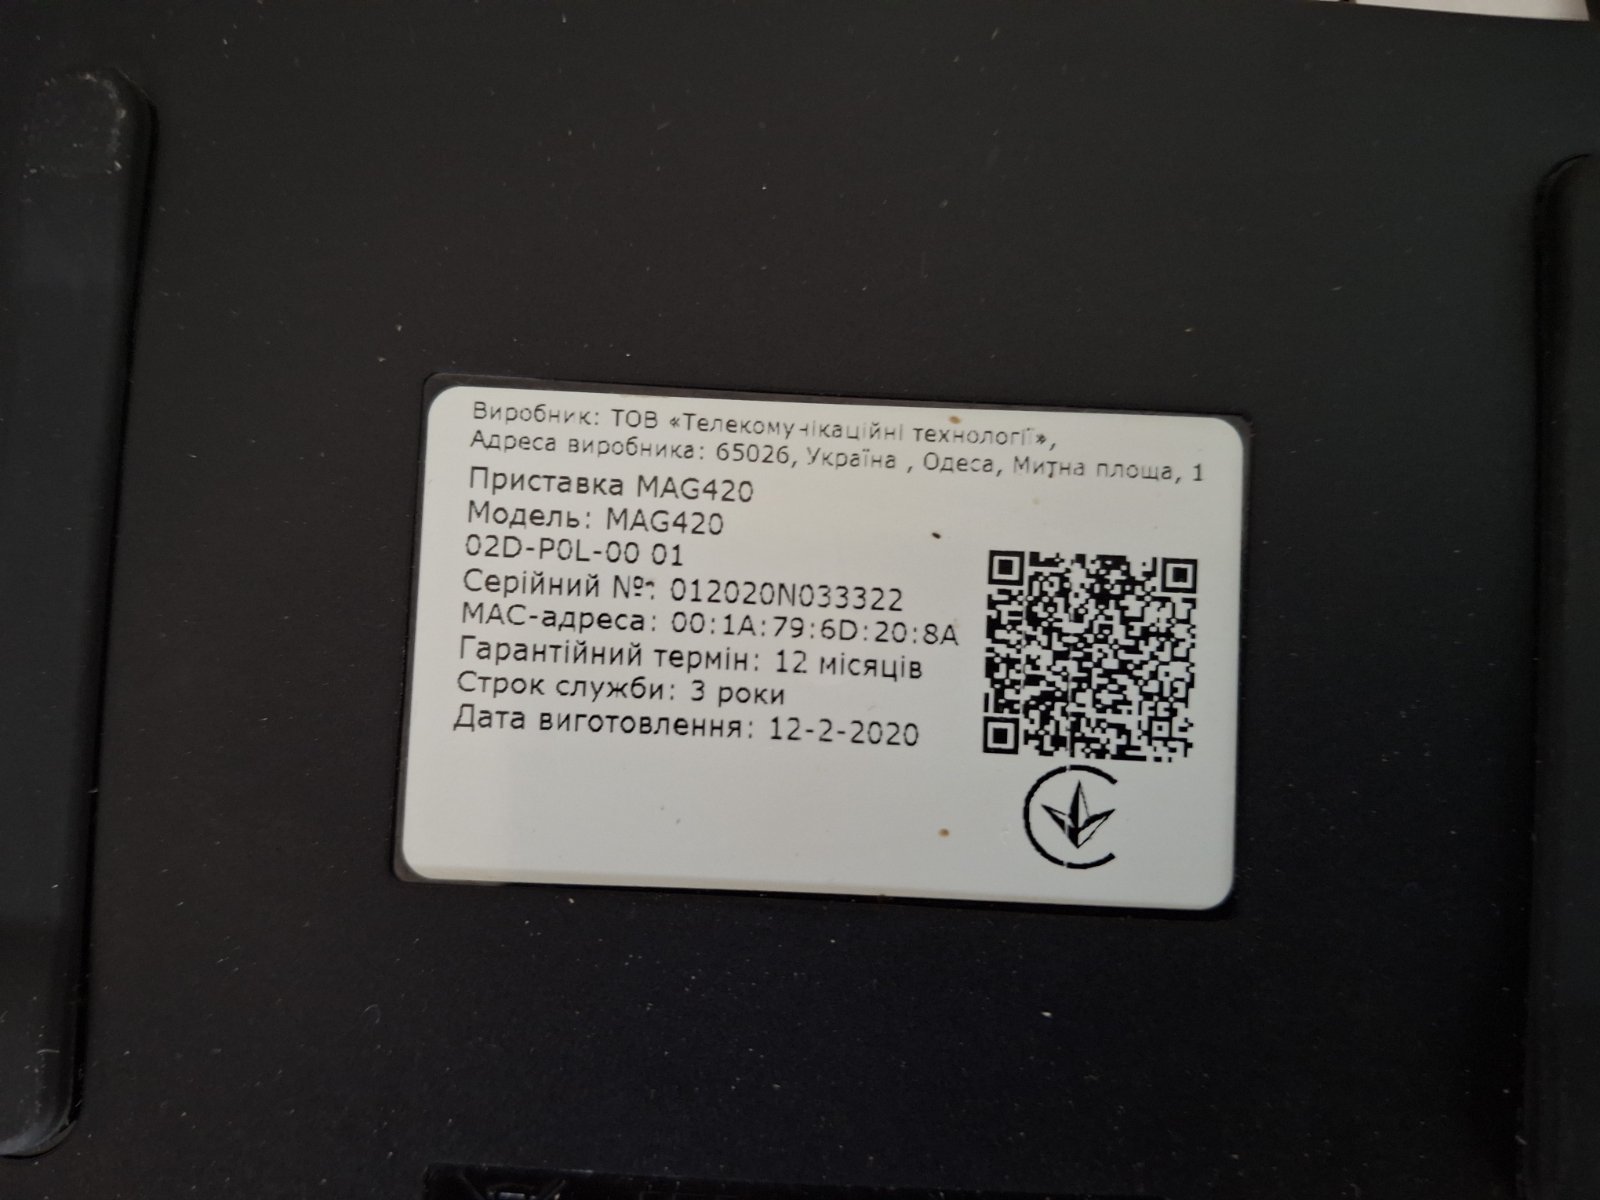 Виробник: ТОВ «Телекомунікаційні технології»,
Адреса виробника: 65026, Україна , Одеса, Митна площа, 1
Приставка MAG420
Модель: MAG420
02D-P0L-00 01
Серійний №: 012020N033322
MAC-адреса: 00:1A:79:6D:20:8A
Гарантійний термін: 12 місяців
Строк служби: 3 роки
Дата виготовлення: 12-2-2020